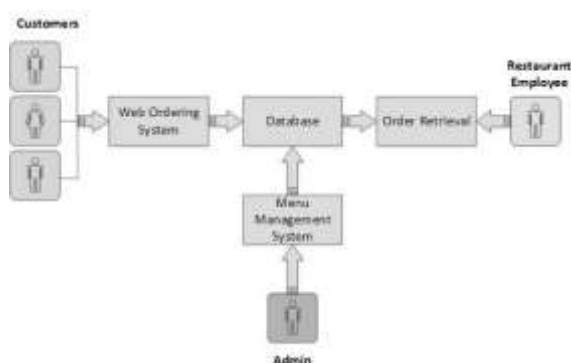 Customers
Restaurant
Employee
Web Ordering
System
Database
Order Retrieval
Menu
Management
System
Admin